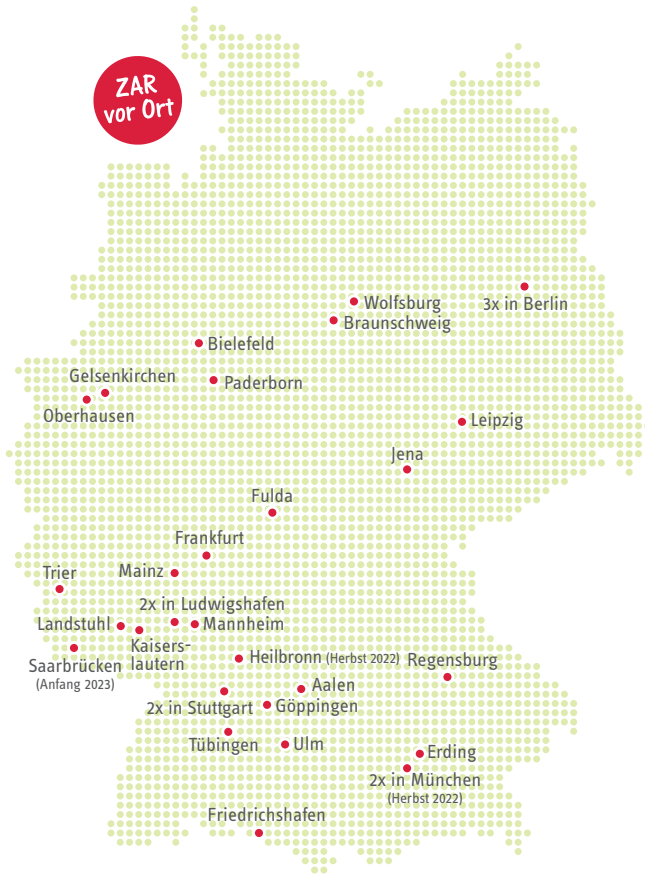 ZAR
vor Ort
Wolfsburg
3x in Berlin
Braunschweig
Bielefeld
Gelsenkirchen
Paderborn
Oberhausen
Leipzig
Jena
Fulda
Frankfurt
Trier
Mainz
2x in Ludwigshafen
Landstuhl
Mannheim
Kaisers-
lautern
Saarbrücken
(Anfang 2023)
Heilbronn (Herbst 2022)
Regensburg
Aalen
2x in Stuttgart
Göppingen
Tübingen
Ulm
Erding
2x in München
(Herbst 2022)
Friedrichshafen